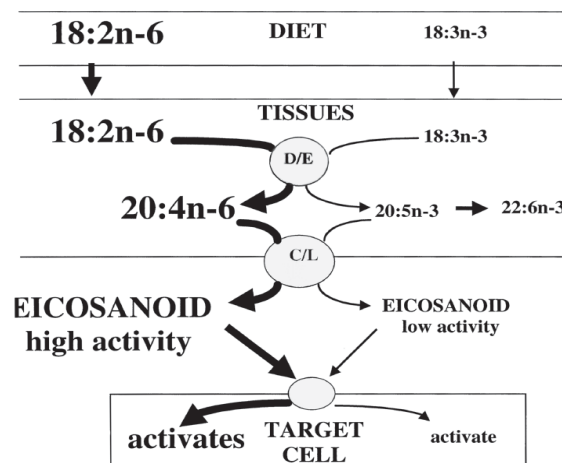 18:2n-6 DIET 18:3n-3
TISSUES
18:2n-6 D/E 18:3n-3
20:4n-6 20:5n-3 22:6n-3
C/L
EICOSANOID EICOSANOID
high activity low activity
activates TARGET activate
CELL